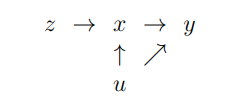 z → x → y
↑ ↗
u